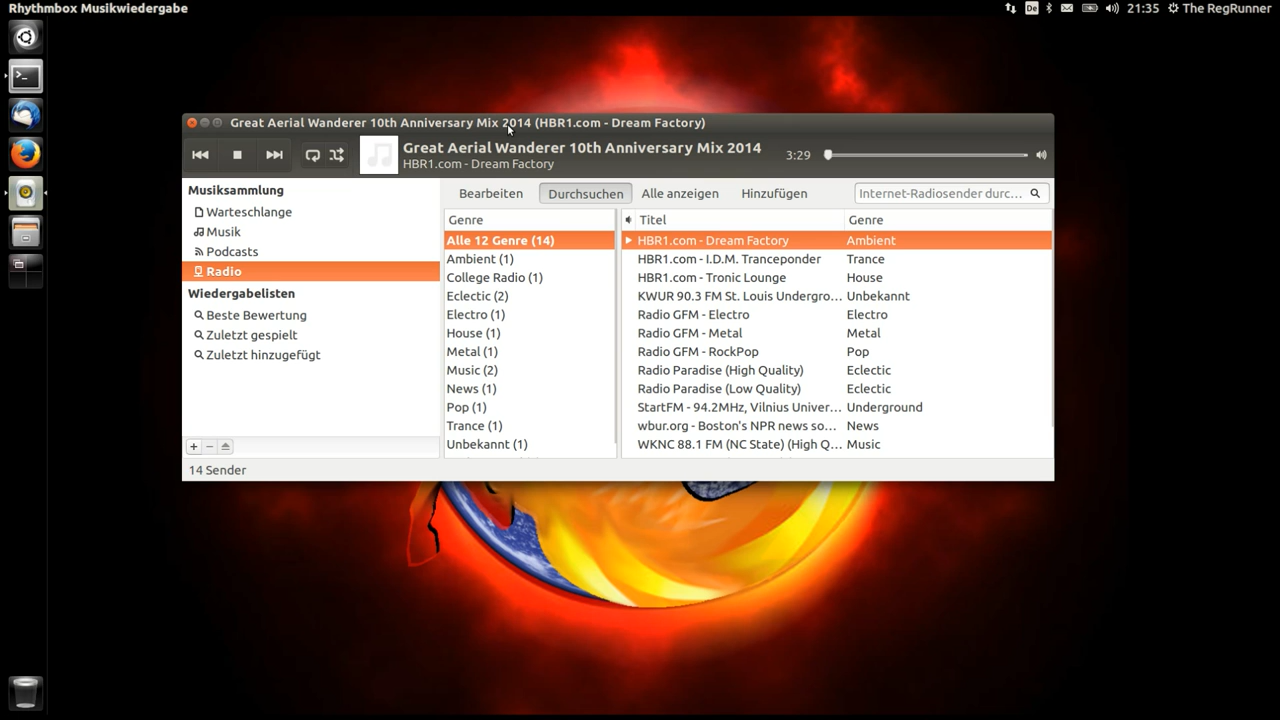 Rhythmbox Musikwiedergabe
De
21:35
The RegRunner
Great Aerial Wanderer 10th Anniversary Mix 2014 (HBR1.com - Dream Factory)
Great Aerial Wanderer 10th Anniversary Mix 2014
HBR1.com - Dream Factory
3:29
Musiksammlung
Warteschlange
Musik
Podcasts
Radio
Wiedergabelisten
Beste Bewertung
Zuletzt gespielt
Zuletzt hinzugefügt
Bearbeiten
Durchsuchen
Alle anzeigen
Hinzufügen
Internet-Radiosender durc…
Genre
Alle 12 Genre (14)
Ambient (1)
College Radio (1)
Eclectic (2)
Electro (1)
House (1)
Metal (1)
Music (2)
News (1)
Pop (1)
Trance (1)
Unbekannt (1)
Titel Genre
HBR1.com - Dream Factory Ambient
HBR1.com - I.D.M. Tranceponder Trance
HBR1.com - Tronic Lounge House
KWUR 90.3 FM St. Louis Undergro… Unbekannt
Radio GFM - Electro Electro
Radio GFM - Metal Metal
Radio GFM - RockPop Pop
Radio Paradise (High Quality) Eclectic
Radio Paradise (Low Quality) Eclectic
StartFM - 94.2MHz, Vilnius Univer… Underground
wbur.org - Boston's NPR news so… News
WKNC 88.1 FM (NC State) (High Q… Music
14 Sender